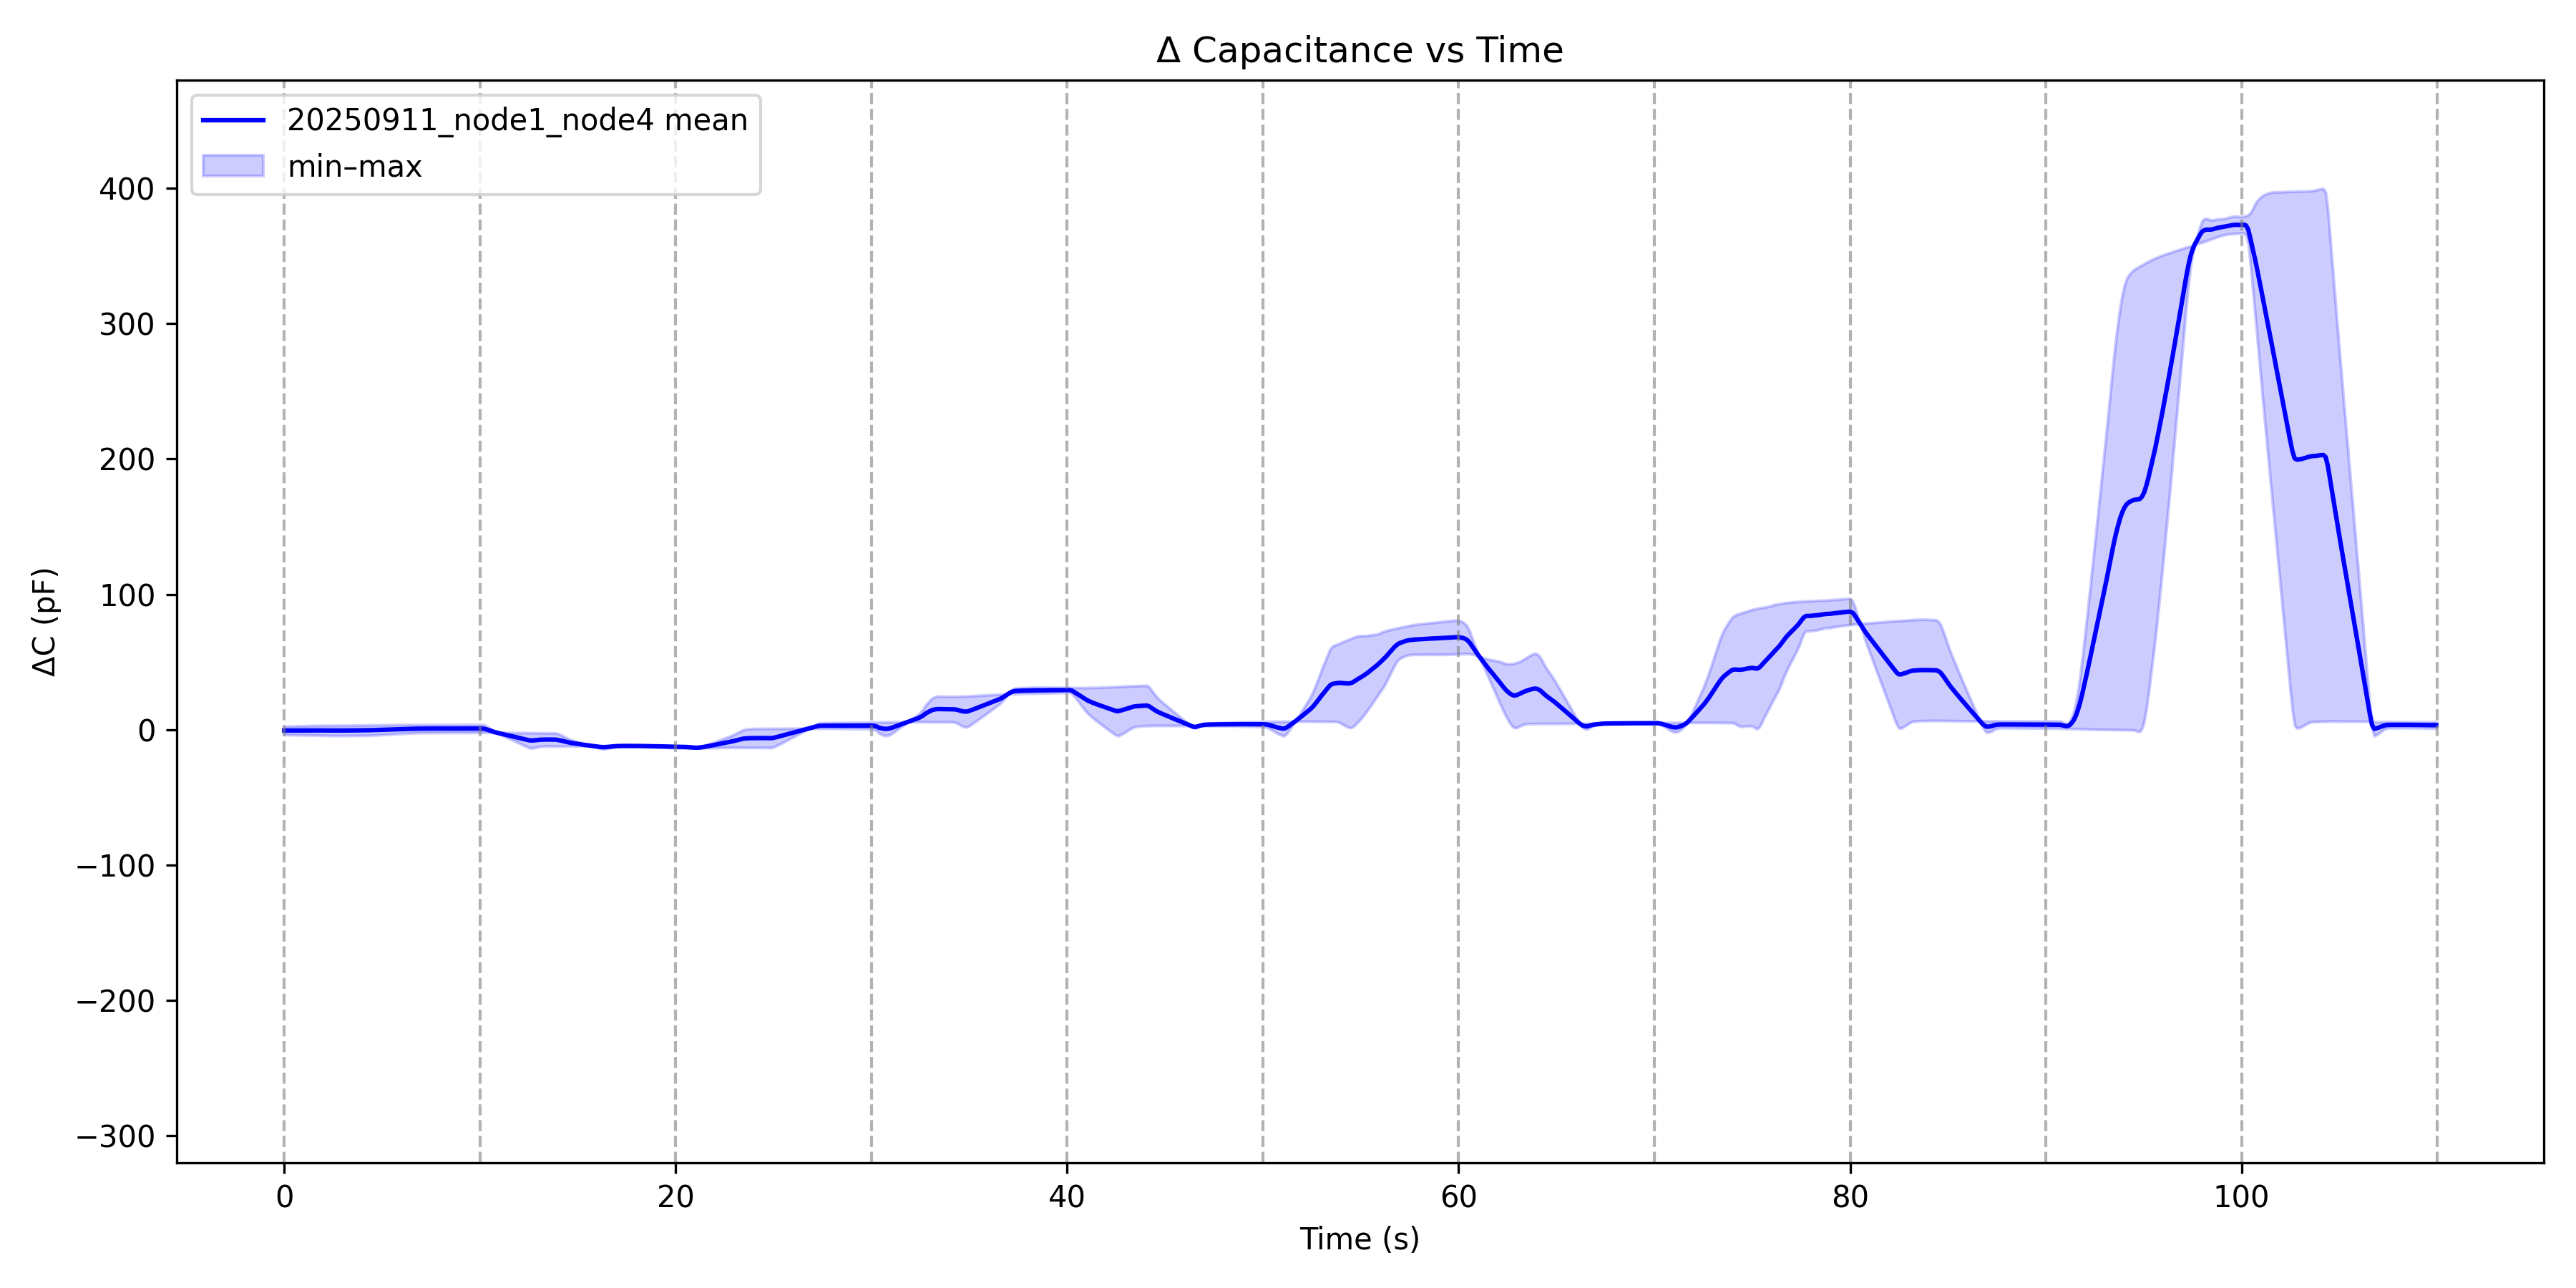 Δ Capacitance vs Time
20250911_node1_node4 mean
min–max
400
300
200
100
0
−100
−200
−300
ΔC (pF)
0 20 40 60 80 100
Time (s)